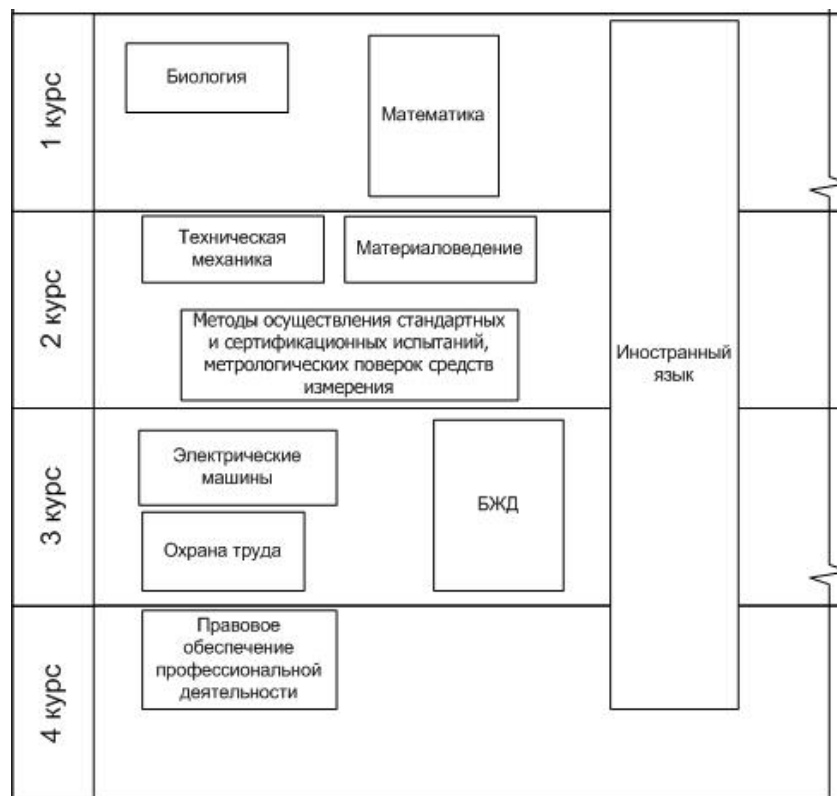 1 курс
Биология
Математика
2 курс
Техническая
механика
Материаловедение
Методы осуществления стандартных
и сертификационных испытаний,
метрологических поверок средств
измерения
Иностранный
язык
3 курс
Электрические
машины
БЖД
Охрана труда
4 курс
Правовое
обеспечение
профессиональной
деятельности